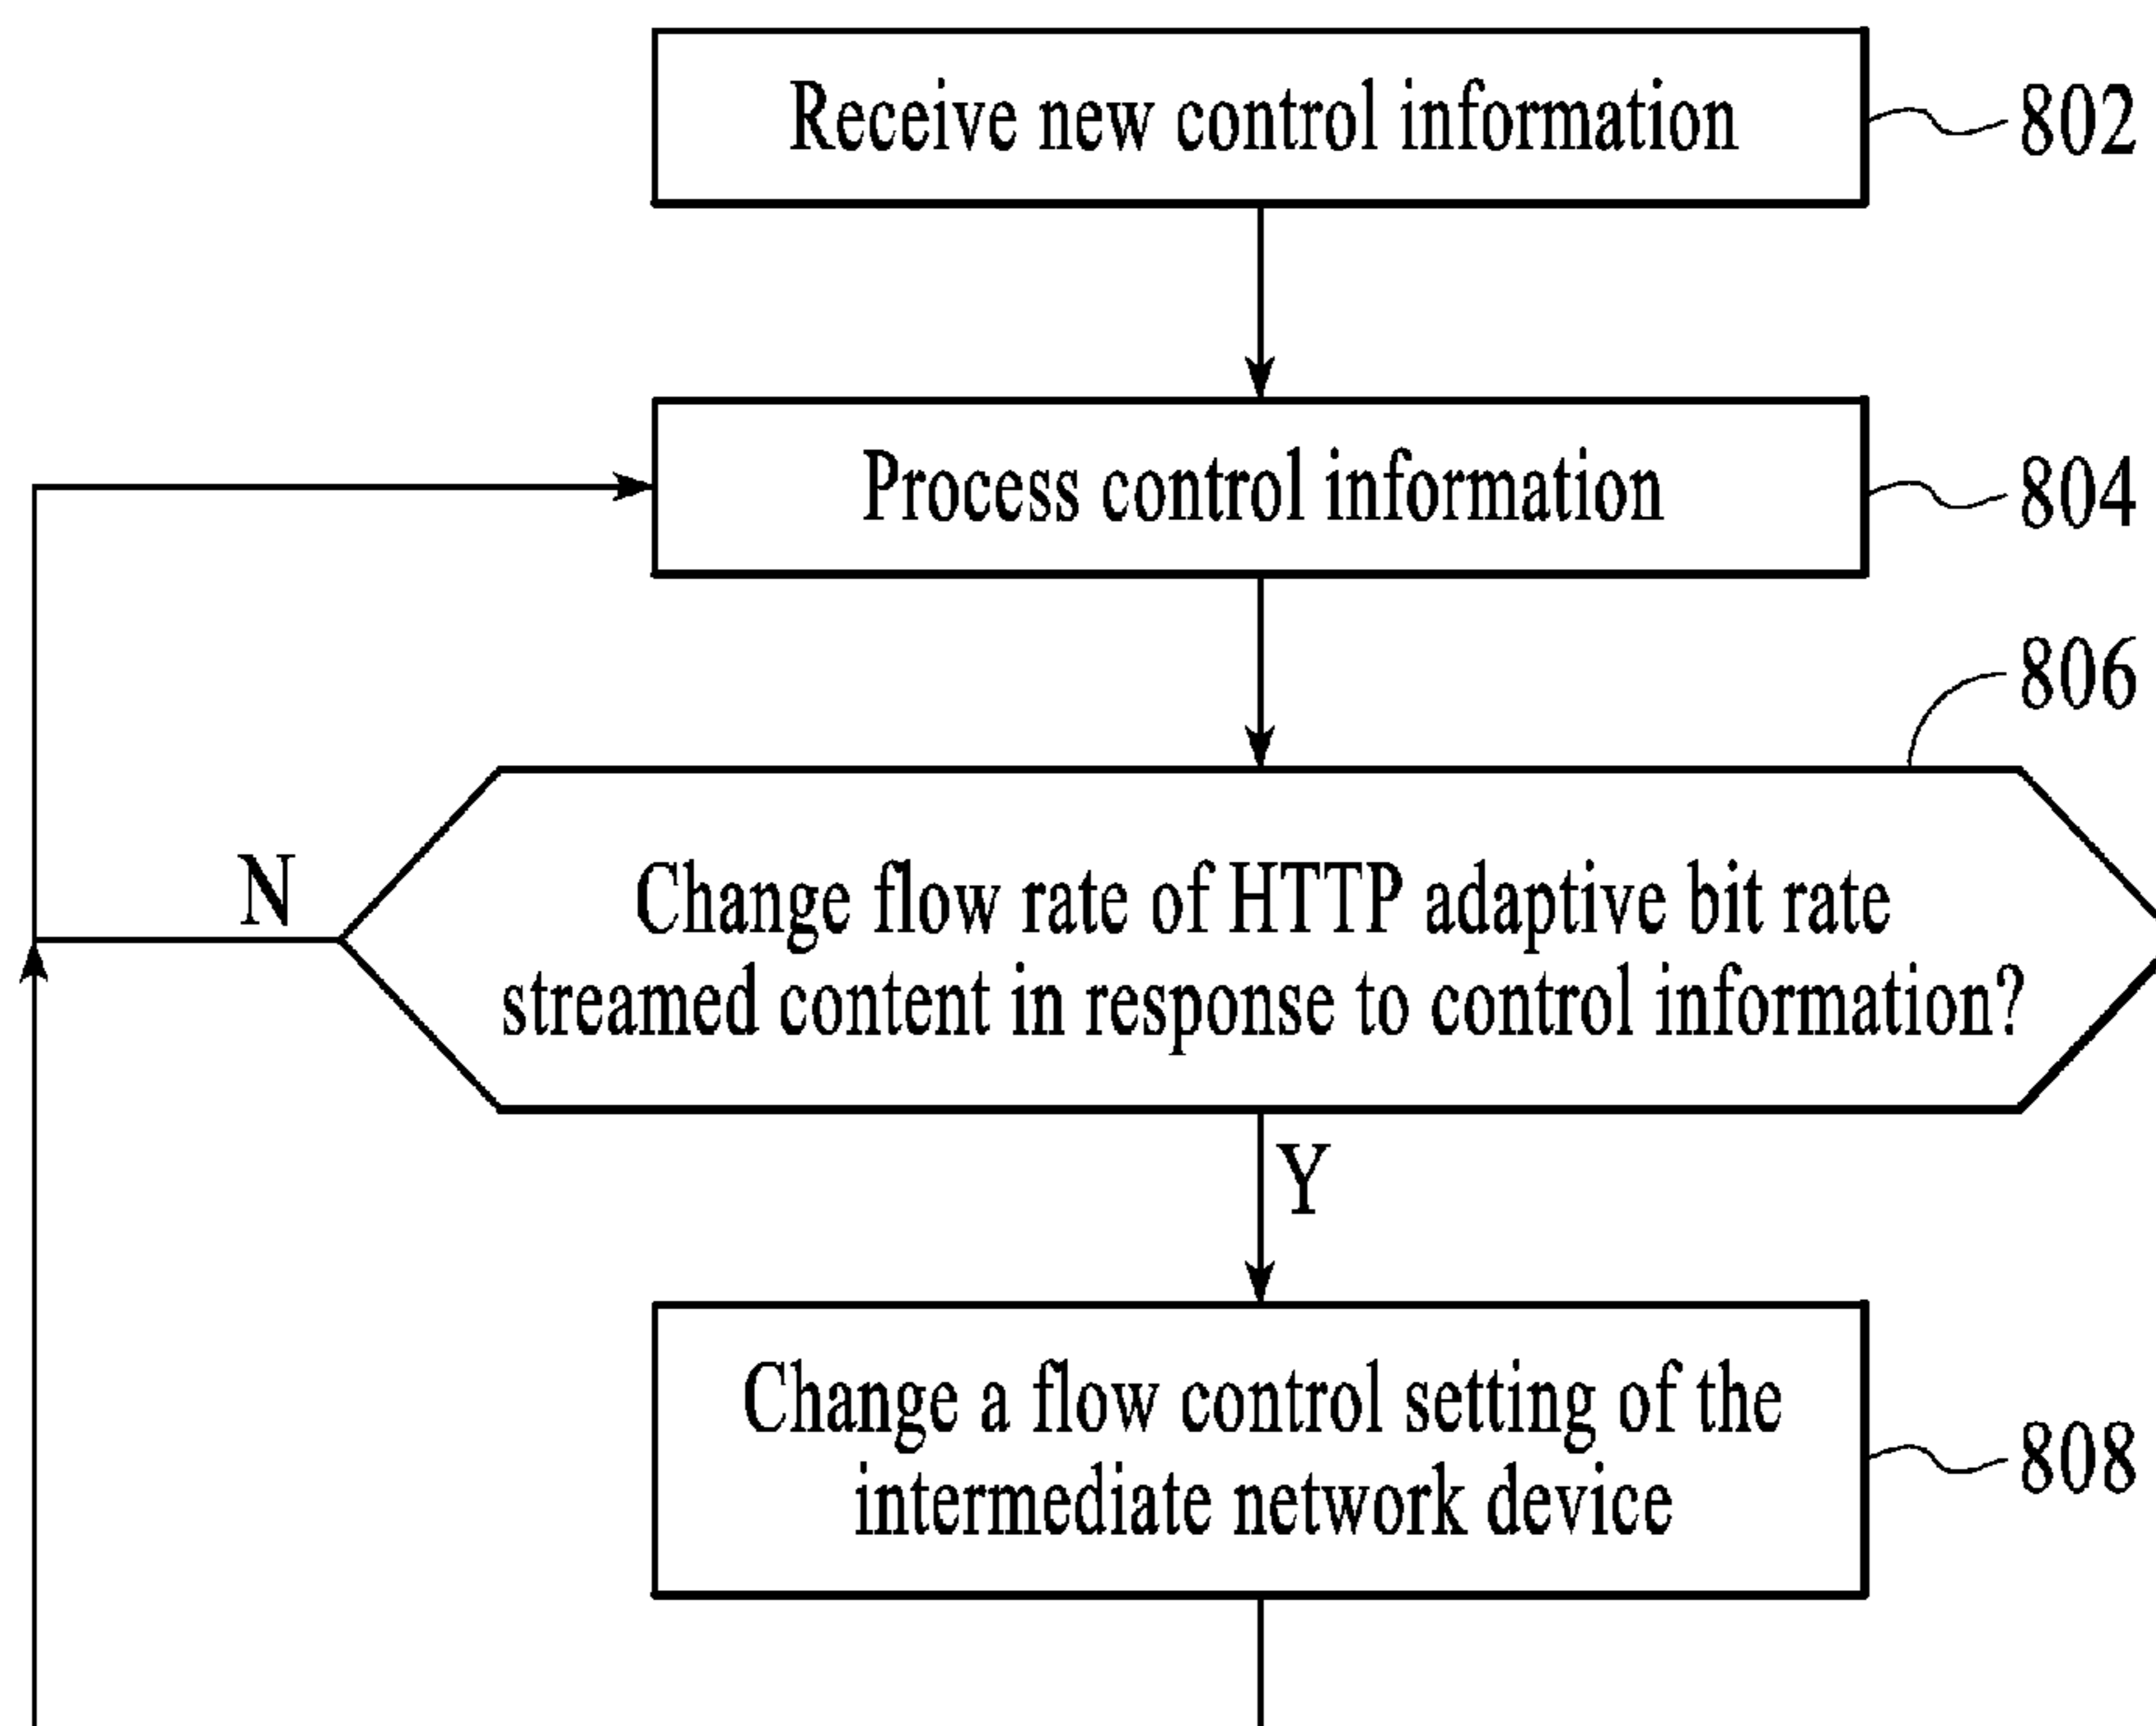 Receive new control information
802
Process control information
804
806
N
Change flow rate of HTTP adaptive bit rate
streamed content in response to control information?
Y
Change a flow control setting of the
intermediate network device
808